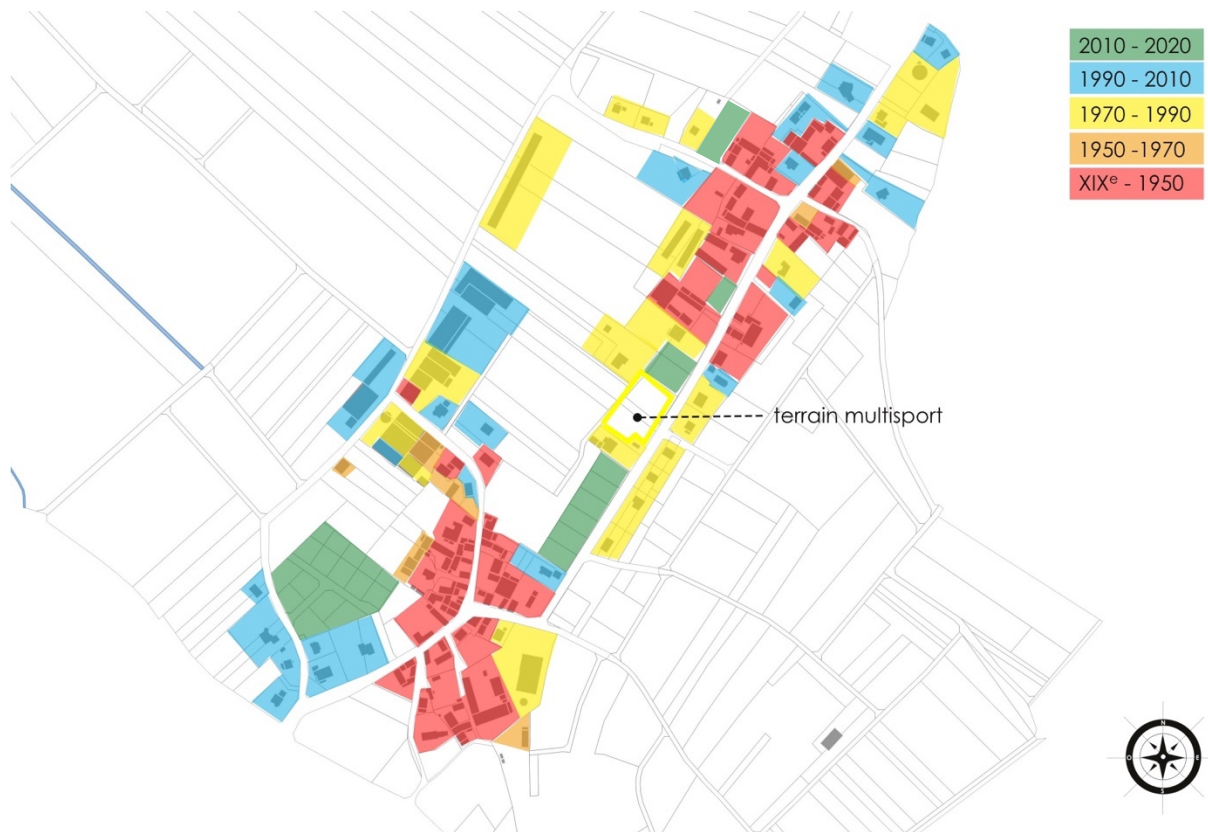 2010 - 2020
1990 - 2010
1970 - 1990
1950 -1970
XIXᵉ - 1950
terrain multisport
N
O
E
S